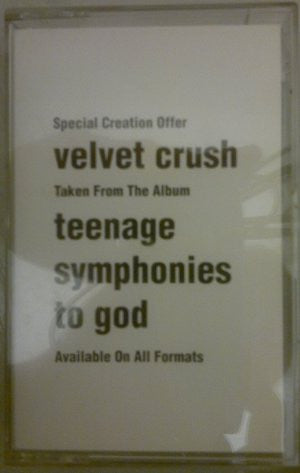 Special Creation Offer
velvet crush
Taken From The Album
teenage
symphonies
to god
Available On All Formats